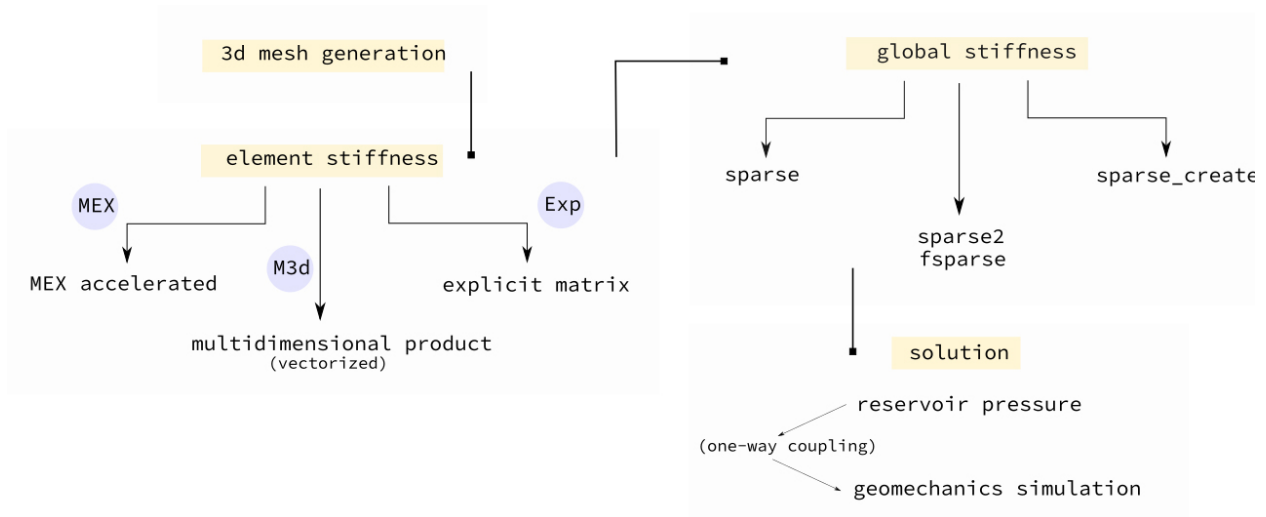 3d mesh generation
element stiffness
MEX
Exp
M3d
MEX accelerated
explicit matrix
multidimensional product
(vectorized)
global stiffness
sparse
sparse_create
sparse2
fsparse
solution
reservoir pressure
(one-way coupling)
geomechanics simulation